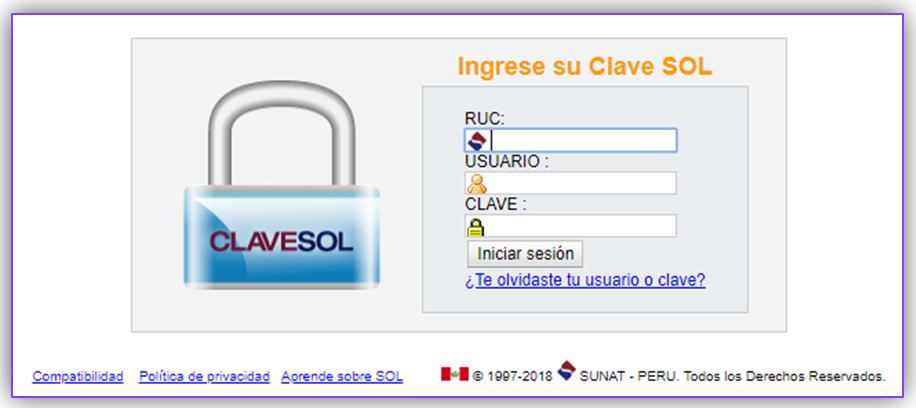 Ingrese su Clave SOL
RUC:
USUARIO :
CLAVE :
Iniciar sesión
¿Te olvidaste tu usuario o clave?
CLAVESOL
Compatibilidad Política de privacidad Aprende sobre SOL © 1997-2018 SUNAT - PERU. Todos los Derechos Reservados.